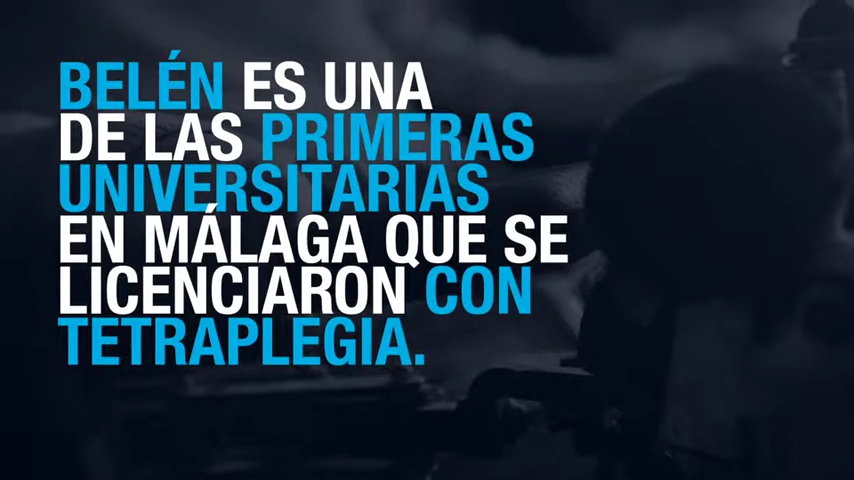 BELÉN ES UNA
DE LAS PRIMERAS
UNIVERSITARIAS
EN MÁLAGA QUE SE
LICENCIARON CON
TETRAPLEGIA.